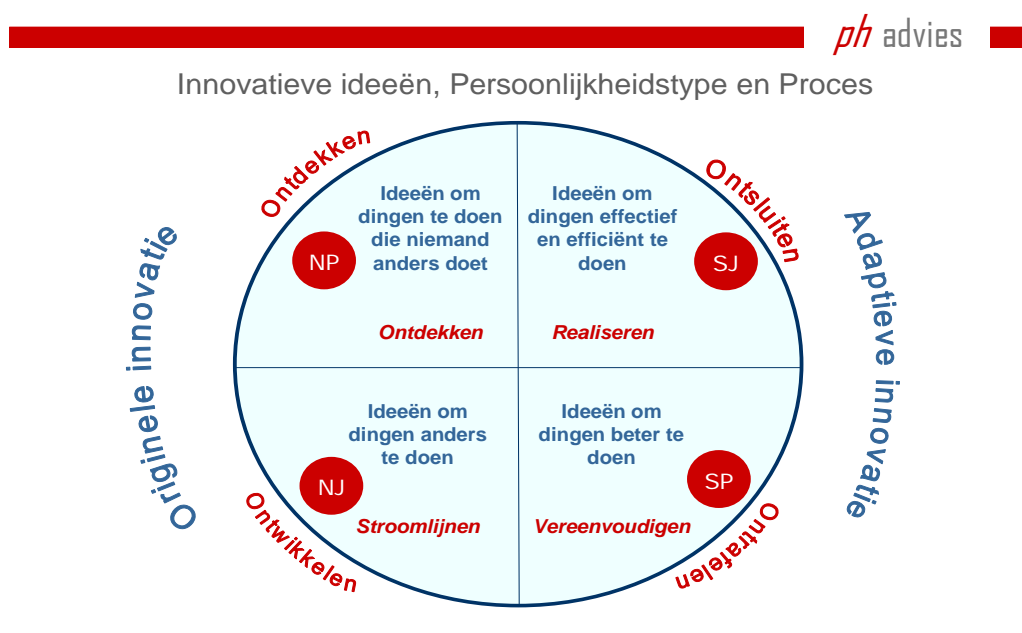 ph advies
Innovatieve ideeën, Persoonlijkheidstype en Proces
Ontdekken
Ontsluiten
Originele innovatie
Adaptieve innovatie
Ideeën om
dingen te doen
die niemand
anders doet
NP
Ontdekken
Ideeën om
dingen effectief
en efficiënt te
doen
SJ
Realiseren
Ideeën om
dingen anders
te doen
NJ
Stroomlijnen
Ideeën om
dingen beter te
doen
SP
Vereenvoudigen
Ontwikkelen
Ontrafelen